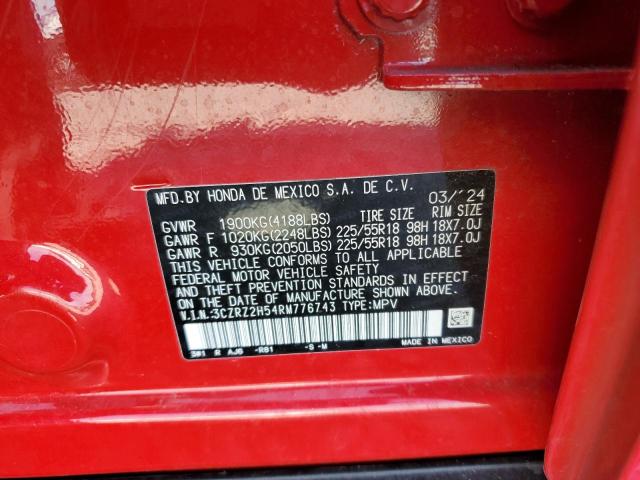 MFD.BY HONDA DE MEXICO S.A. DE C.V. 03/'24
GVWR 1900KG(4188LBS) TIRE SIZE RIM SIZE
GAWR F 1020KG(2248LBS) 225/55R18 98H 18X7.0J
GAWR R 930KG(2050LBS) 225/55R18 98H 18X7.0J
THIS VEHICLE CONFORMS TO ALL APPLICABLE
FEDERAL MOTOR VEHICLE SAFETY
AND THEFT PREVENTION STANDARDS IN EFFECT
ON THE DATE OF MANUFACTURE SHOWN ABOVE.
V.I.N.:3CZRZ2H54RM776743 TYPE:MPV
R AJ6 -R81 -S -M MADE IN MEXICO